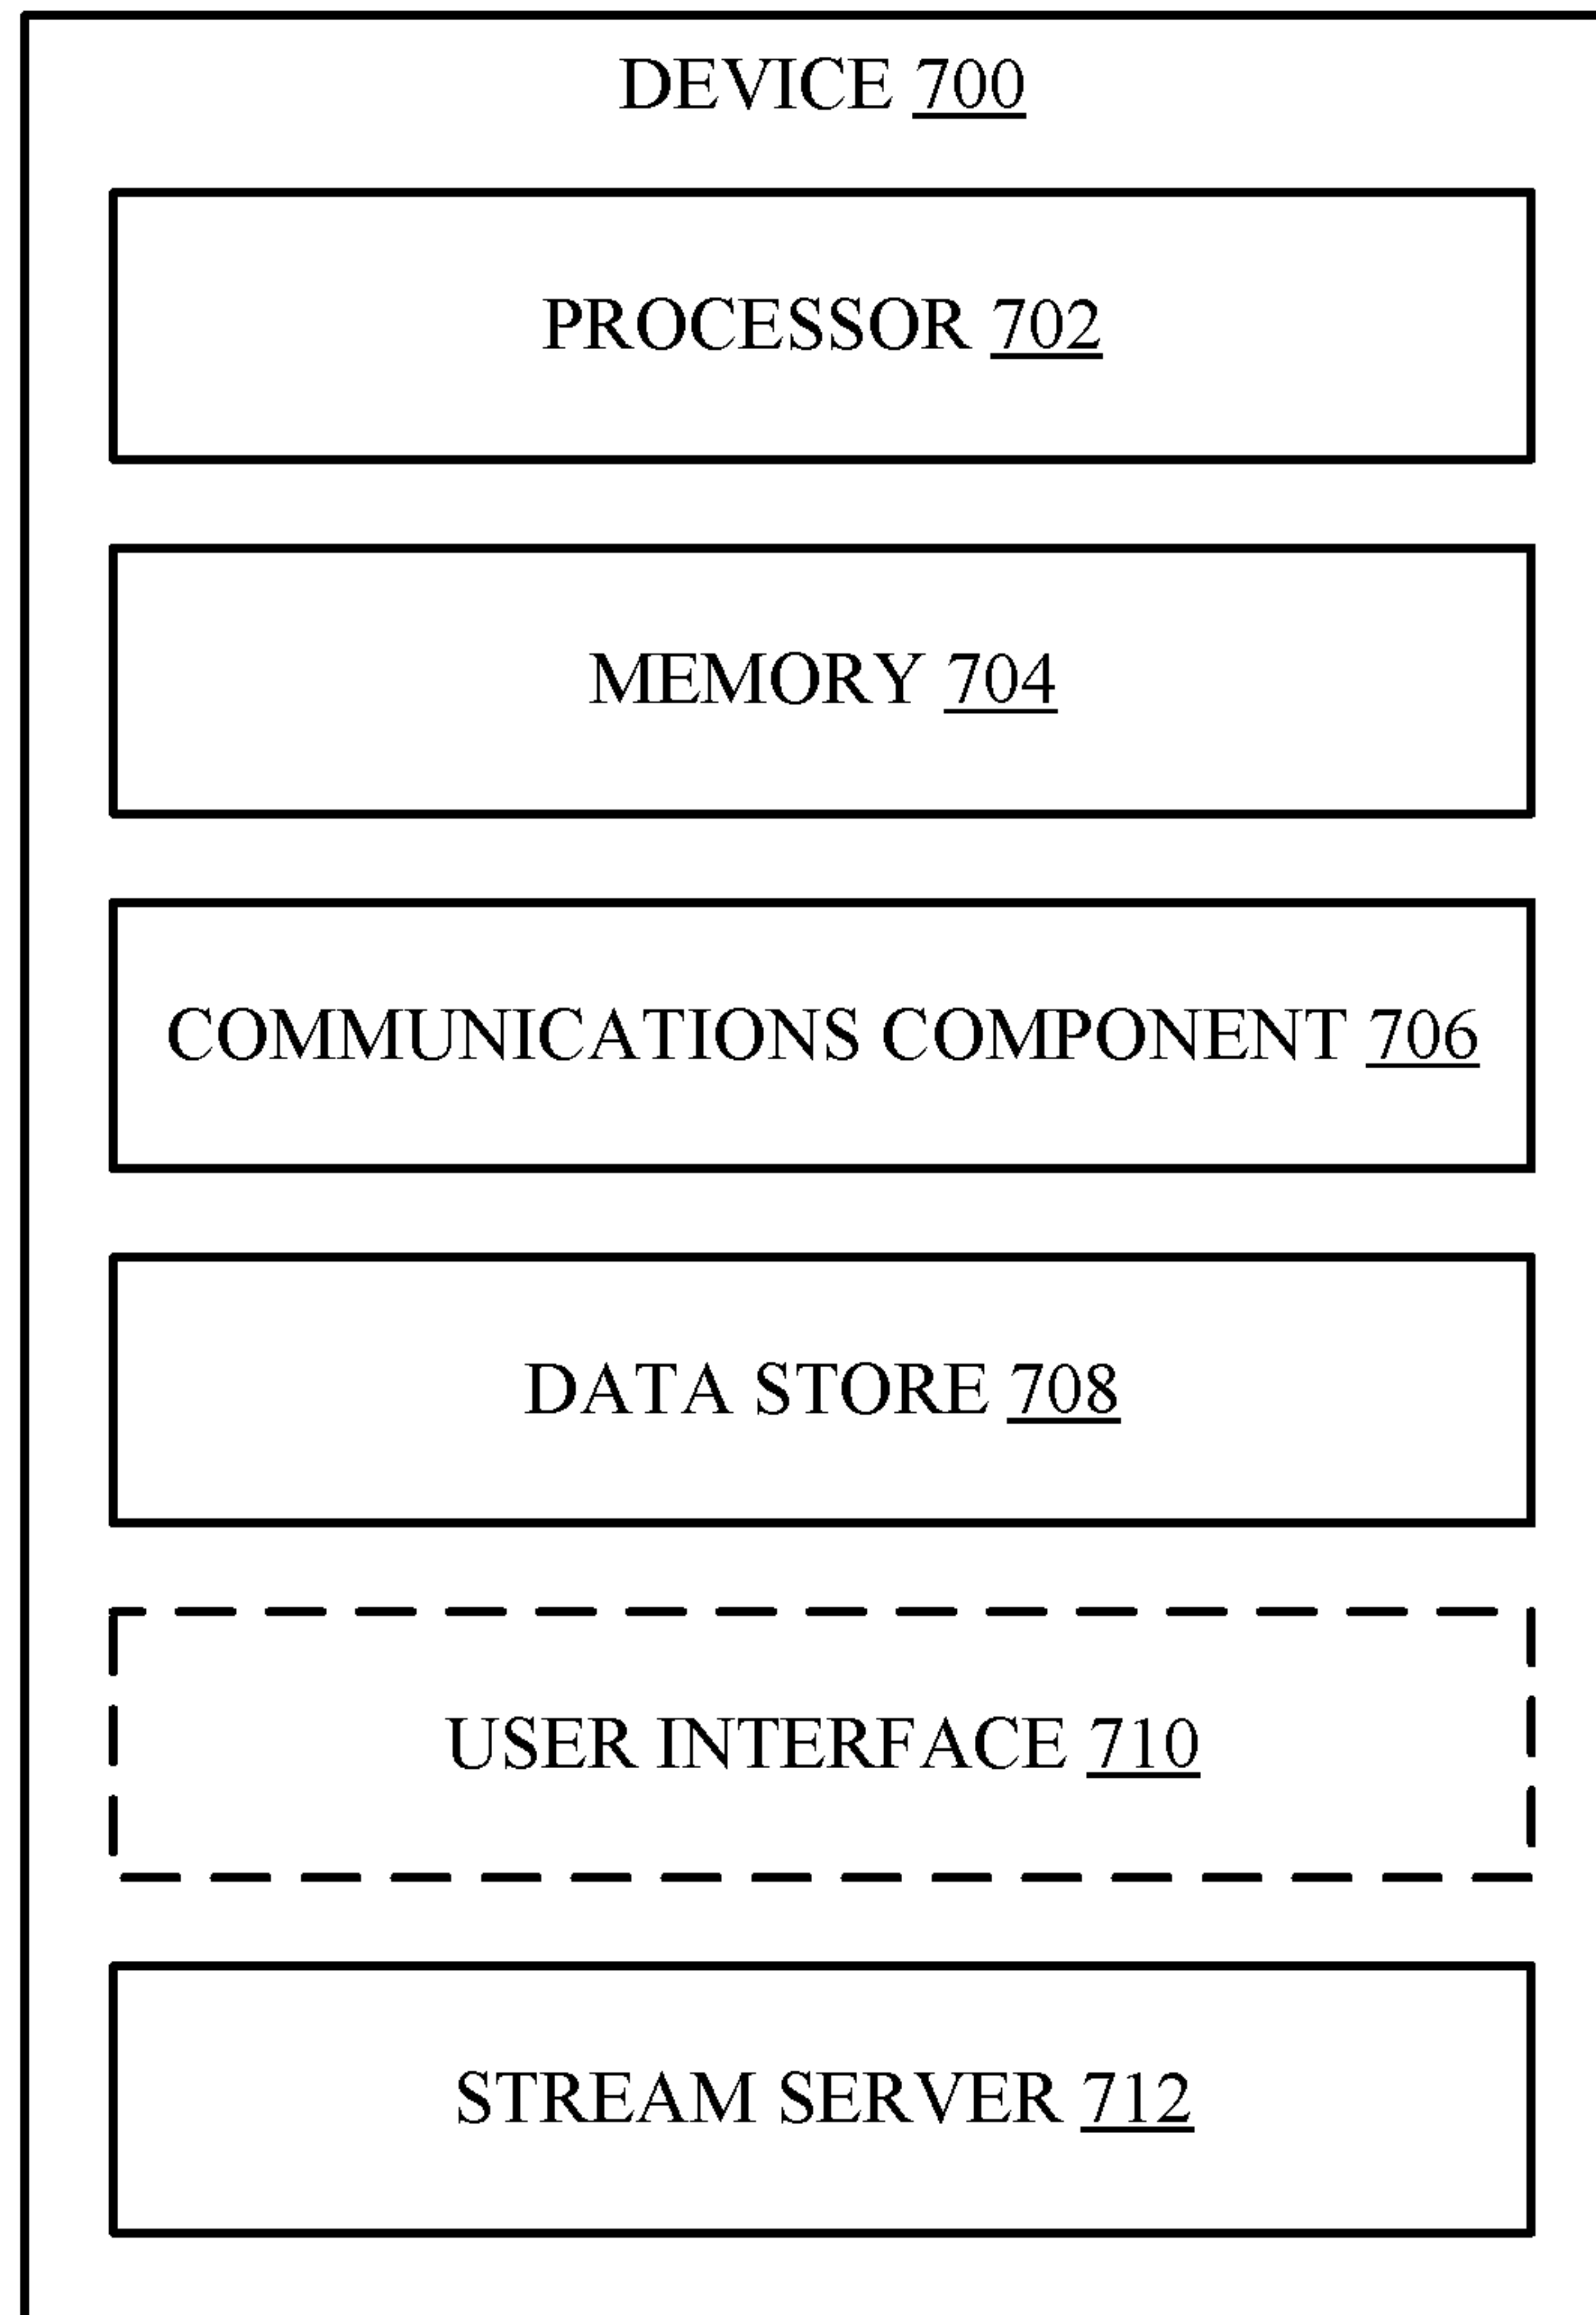 DEVICE 700
PROCESSOR 702
MEMORY 704
COMMUNICATIONS COMPONENT 706
DATA STORE 708
USER INTERFACE 710
STREAM SERVER 712